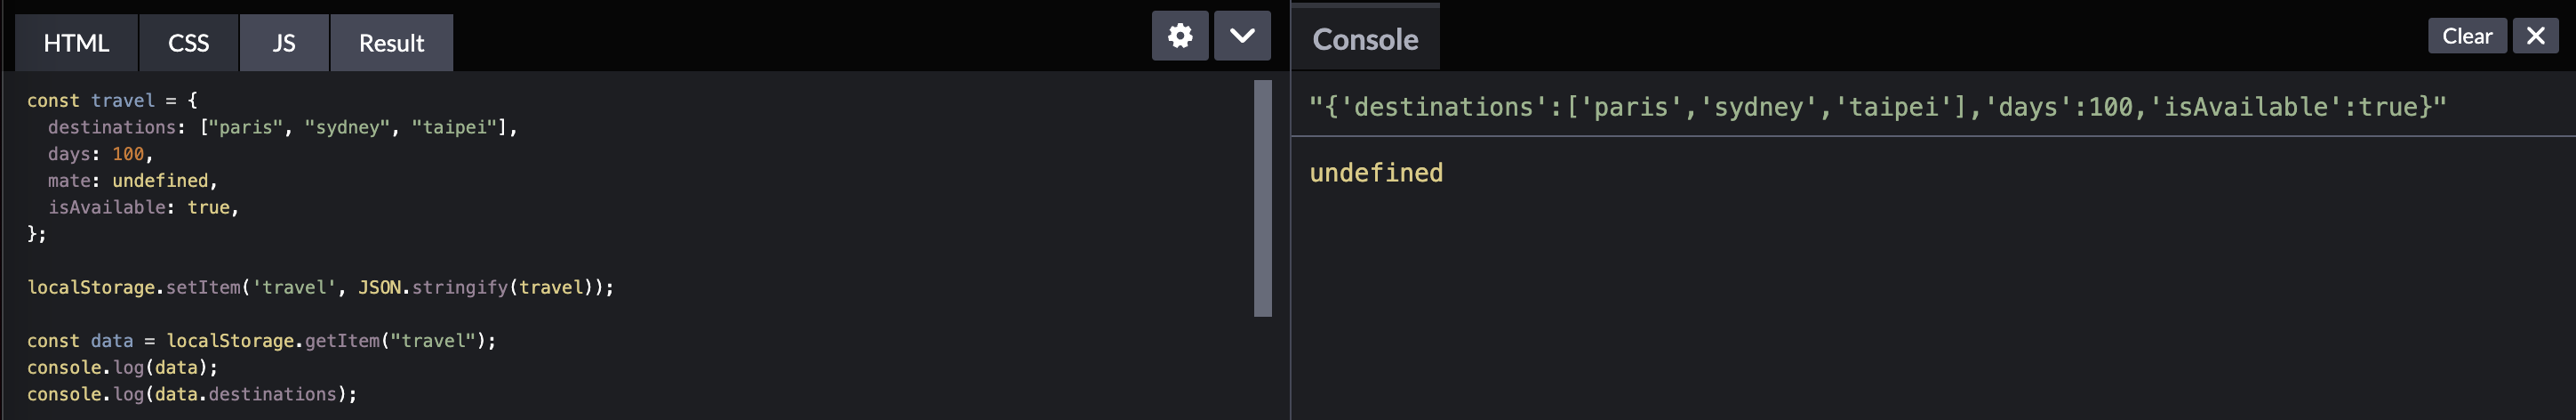 HTML CSS JS Result
const travel = {
  destinations: ["paris", "sydney", "taipei"],
  days: 100,
  mate: undefined,
  isAvailable: true,
};
localStorage.setItem('travel', JSON.stringify(travel));
const data = localStorage.getItem("travel");
console.log(data);
console.log(data.destinations);
Console Clear
"{'destinations':['paris','sydney','taipei'],'days':100,'isAvailable':true}"
undefined